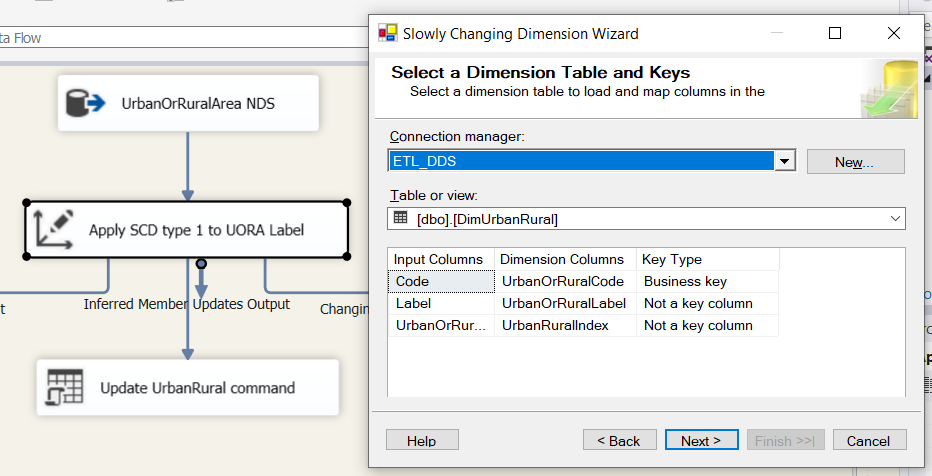 ta Flow
UrbanOrRuralArea NDS
Apply SCD type 1 to UORA Label
t
Inferred Member Updates Output
Changin
Update UrbanRural command
Slowly Changing Dimension Wizard
Select a Dimension Table and Keys
Select a dimension table to load and map columns in the
Connection manager:
ETL_DDS
New...
Table or view:
[dbo].[DimUrbanRural]
Input Columns Dimension Columns Key Type
Code UrbanOrRuralCode Business key
Label UrbanOrRuralLabel Not a key column
UrbanOrRur... UrbanRuralIndex Not a key column
Help
< Back
Next >
Finish >>|
Cancel